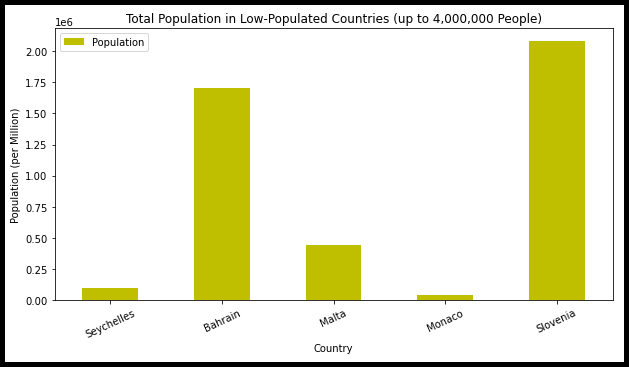 Total Population in Low-Populated Countries (up to 4,000,000 People)
1e6
Population
2.00
1.75
1.50
1.25
1.00
0.75
0.50
0.25
0.00
Population (per Million)
Seychelles
Bahrain
Malta
Monaco
Slovenia
Country